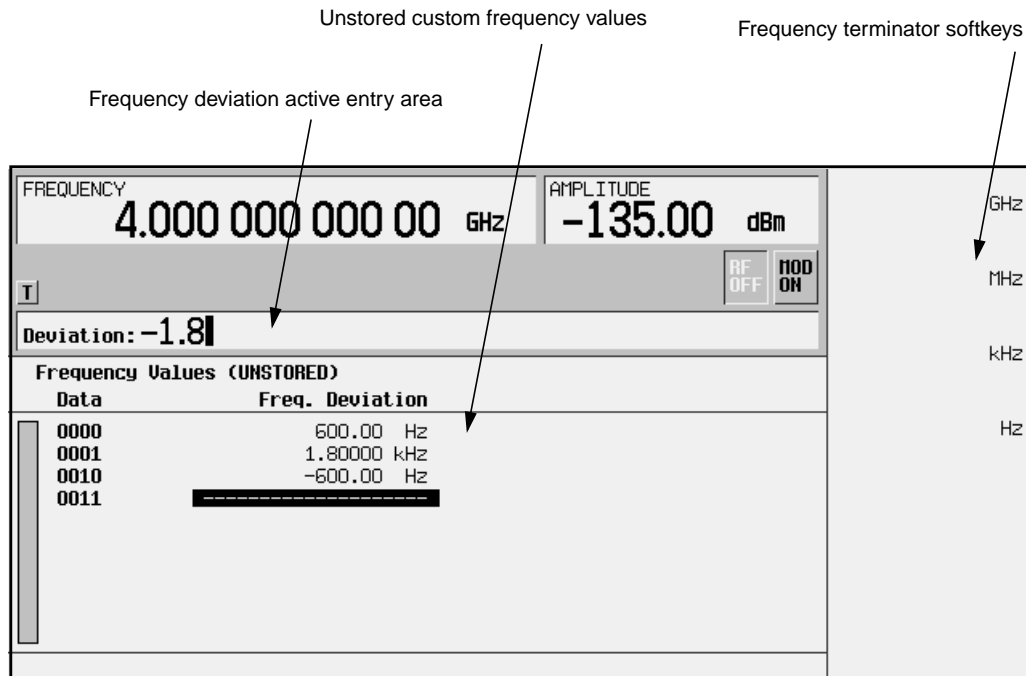 Unstored custom frequency values
Frequency terminator softkeys
Frequency deviation active entry area
FREQUENCY
4.000 000 000 00 GHz
AMPLITUDE
-135.00 dBm
RF
OFF
MOD
ON
T
Deviation: -1.8
GHz
MHz
kHz
Hz
Frequency Values (UNSTORED)
Data Freq. Deviation
0000 600.00 Hz
0001 1.80000 kHz
0010 -600.00 Hz
0011 --------------------